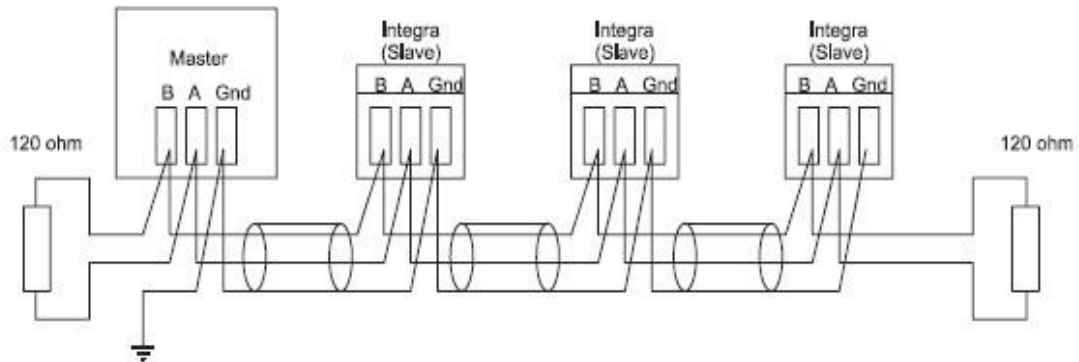 Master
B A Gnd
Integra
(Slave)
B A Gnd
Integra
(Slave)
B A Gnd
Integra
(Slave)
B A Gnd
120 ohm
120 ohm